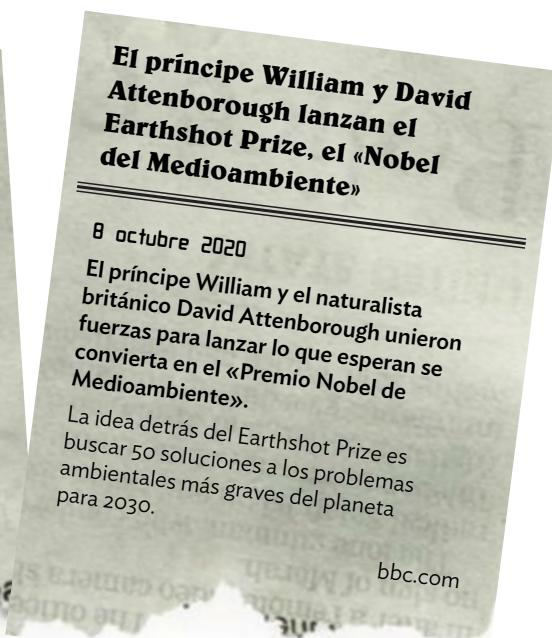 El príncipe William y David
Attenborough lanzan el
Earthshot Prize, el «Nobel
del Medioambiente»
8 octubre 2020
El príncipe William y el naturalista
británico David Attenborough unieron
fuerzas para lanzar lo que esperan se
convierta en el «Premio Nobel de
Medioambiente».
La idea detrás del Earthshot Prize es
buscar 50 soluciones a los problemas
ambientales más graves del planeta
para 2030.
bbc.com